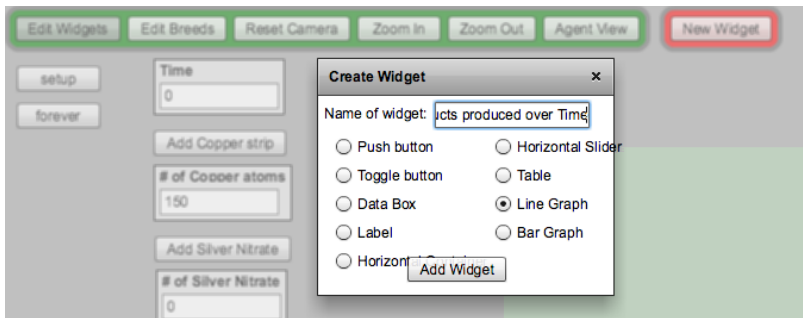 Edit Widgets Edit Breeds Reset Camera Zoom In Zoom Out Agent View New Widget
setup
forever
Time
0
Add Copper strip
# of Copper atoms
150
Add Silver Nitrate
# of Silver Nitrate
0
Create Widget ×
Name of widget: ucts produced over Time
Push button Horizontal Slider
Toggle button Table
Data Box Line Graph
Label Bar Graph
Horizontal
Add Widget